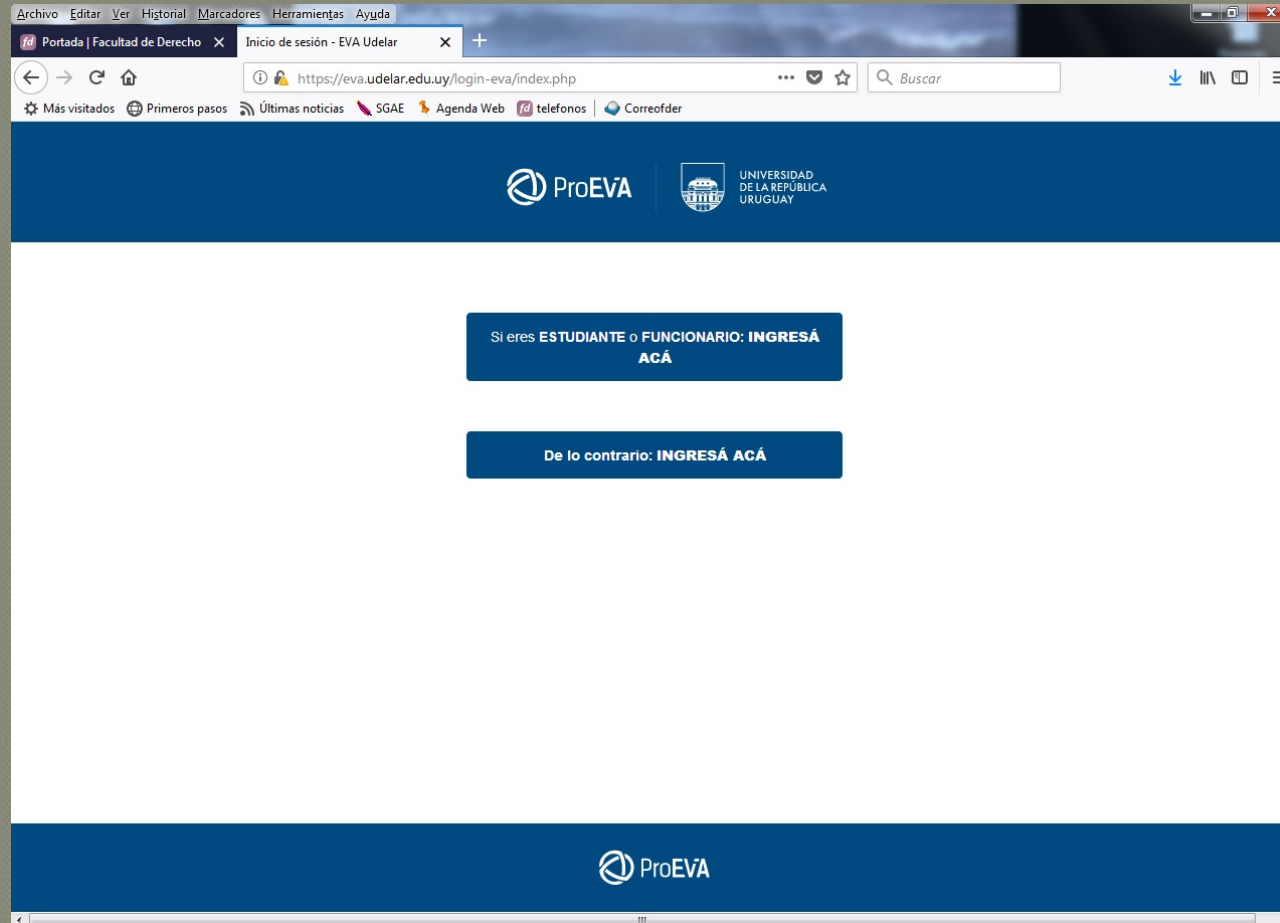 Archivo Editar Ver Historial Marcadores Herramientas Ayuda
fd Portada | Facultad de Derecho
Inicio de sesión - EVA Udelar
https://eva.udelar.edu.uy/login-eva/index.php
Buscar
Más visitados Primeros pasos Últimas noticias SGAE Agenda Web fd telefonos Correofder
ProEVA
UNIVERSIDAD
DE LA REPÚBLICA
URUGUAY
Si eres ESTUDIANTE o FUNCIONARIO: INGRESÁ
ACÁ
De lo contrario: INGRESÁ ACÁ
ProEVA